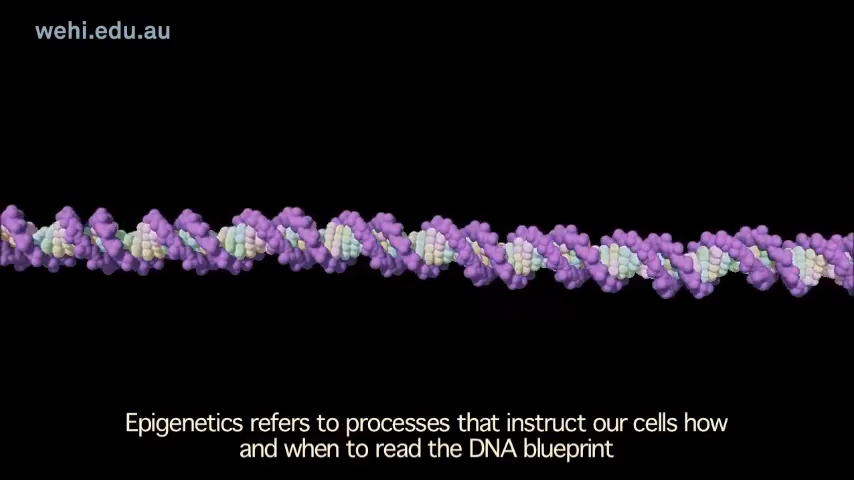 wehi.edu.au
Epigenetics refers to processes that instruct our cells how
and when to read the DNA blueprint